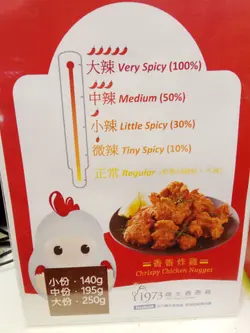 大辣 Very Spicy (100%)
中辣 Medium (50%)
小辣 Little Spicy (30%)
微辣 Tiny Spicy (10%)
正常 Regular
香香炸雞
Chrispy Chicken Nugget
小份・140g
中份・195g
大份・250g
1973